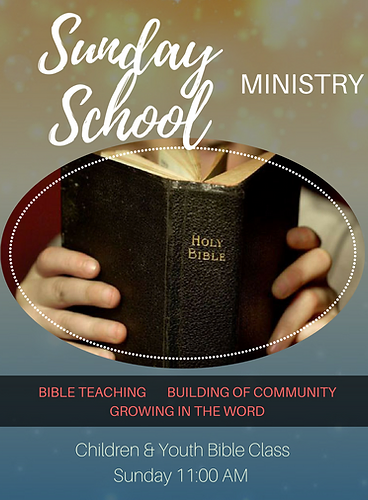 Sunday
School
MINISTRY
HOLY
BIBLE
BIBLE TEACHING BUILDING OF COMMUNITY
GROWING IN THE WORD
Children & Youth Bible Class
Sunday 11:00 AM